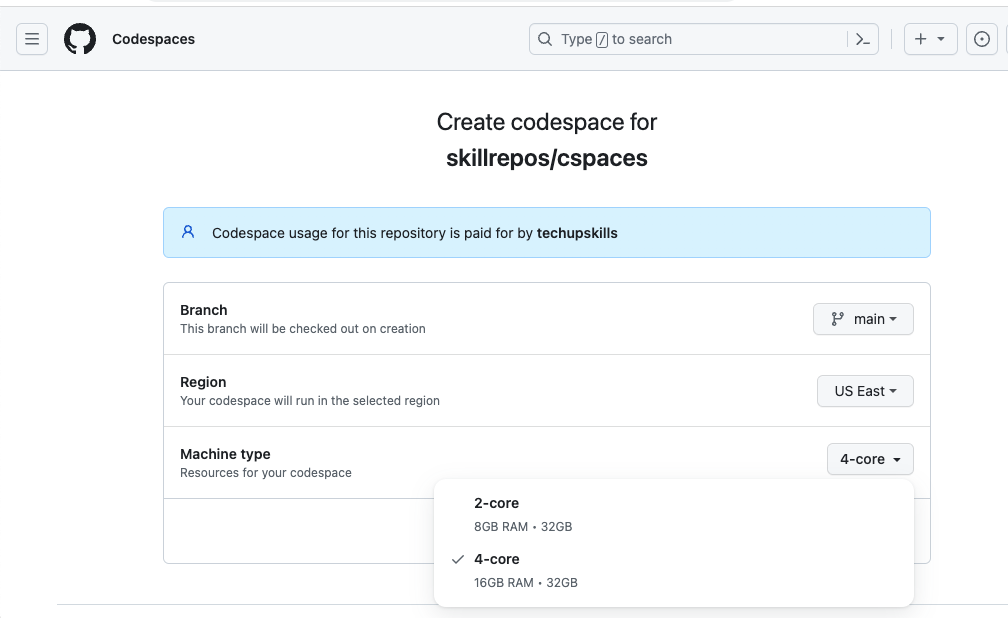 Codespaces
Type / to search
Create codespace for
skillrepos/cspaces
Codespace usage for this repository is paid for by techupskills
Branch
This branch will be checked out on creation
main
Region
Your codespace will run in the selected region
US East
Machine type
Resources for your codespace
4-core
2-core
8GB RAM • 32GB
4-core
16GB RAM • 32GB